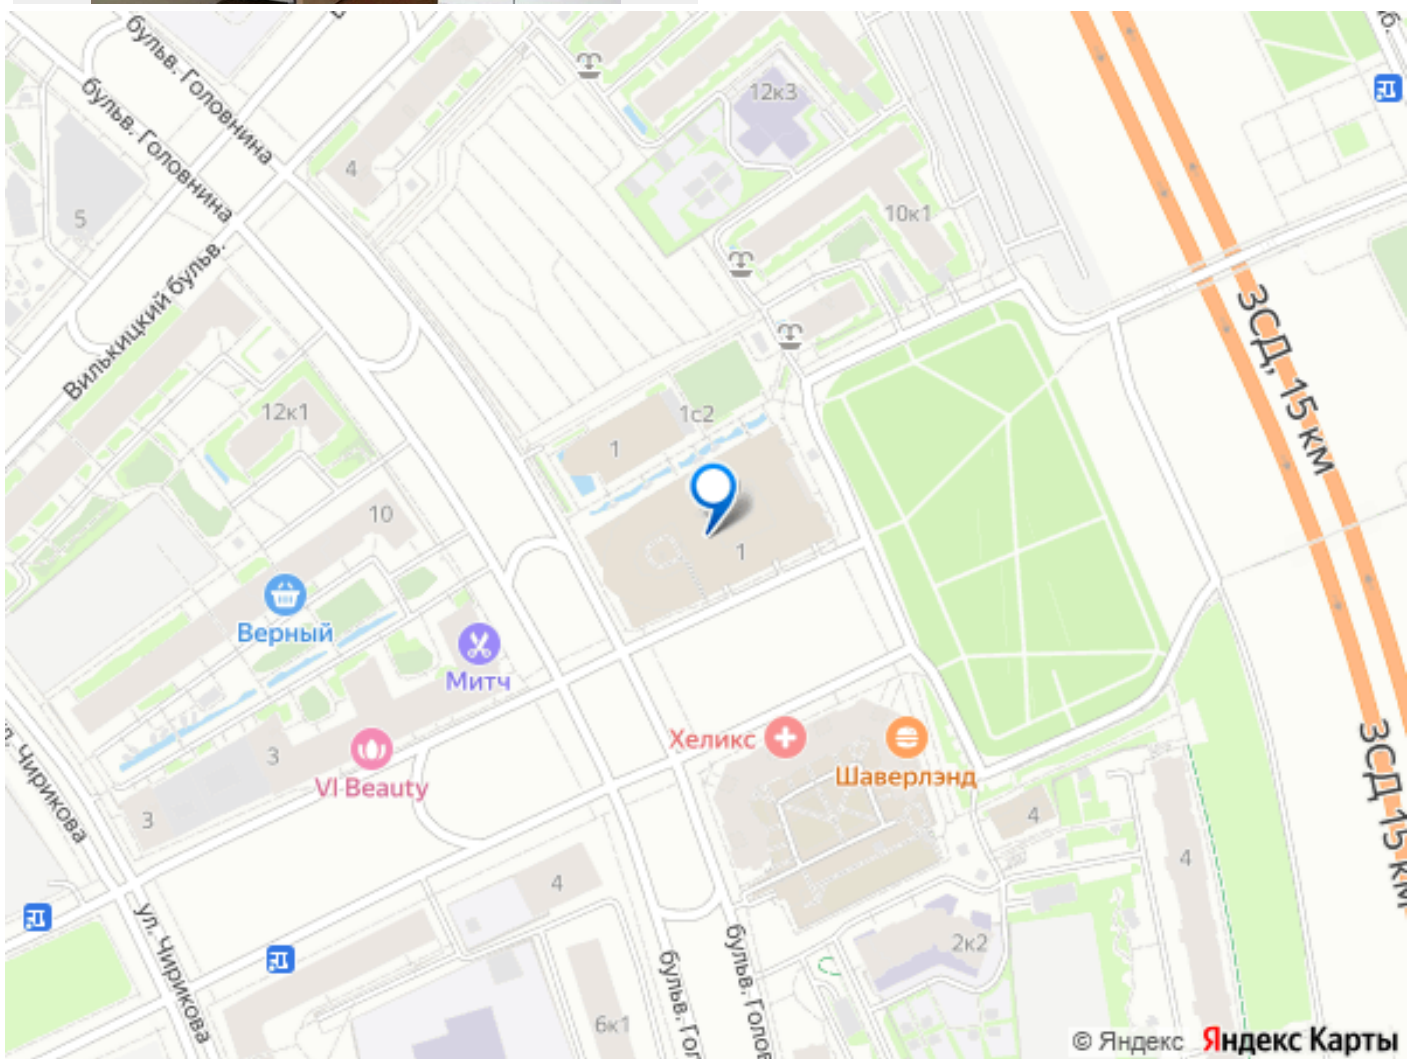 б.
бульв. Головнина
12к3
бульв. Головнина
4
5
10к1
Вилькицкий бульв.
ЗСД, 15 км
12к1
1с2
1
10
1
Верный
Митч
Хеликс
Шаверлэнд
3
VI Beauty
Чирикова
ЗСД 15 км
3
4
4
4
ул. Чирикова
2к2
бульв. Голов
бульв. Гол
6к1
© Яндекс Яндекс Карты